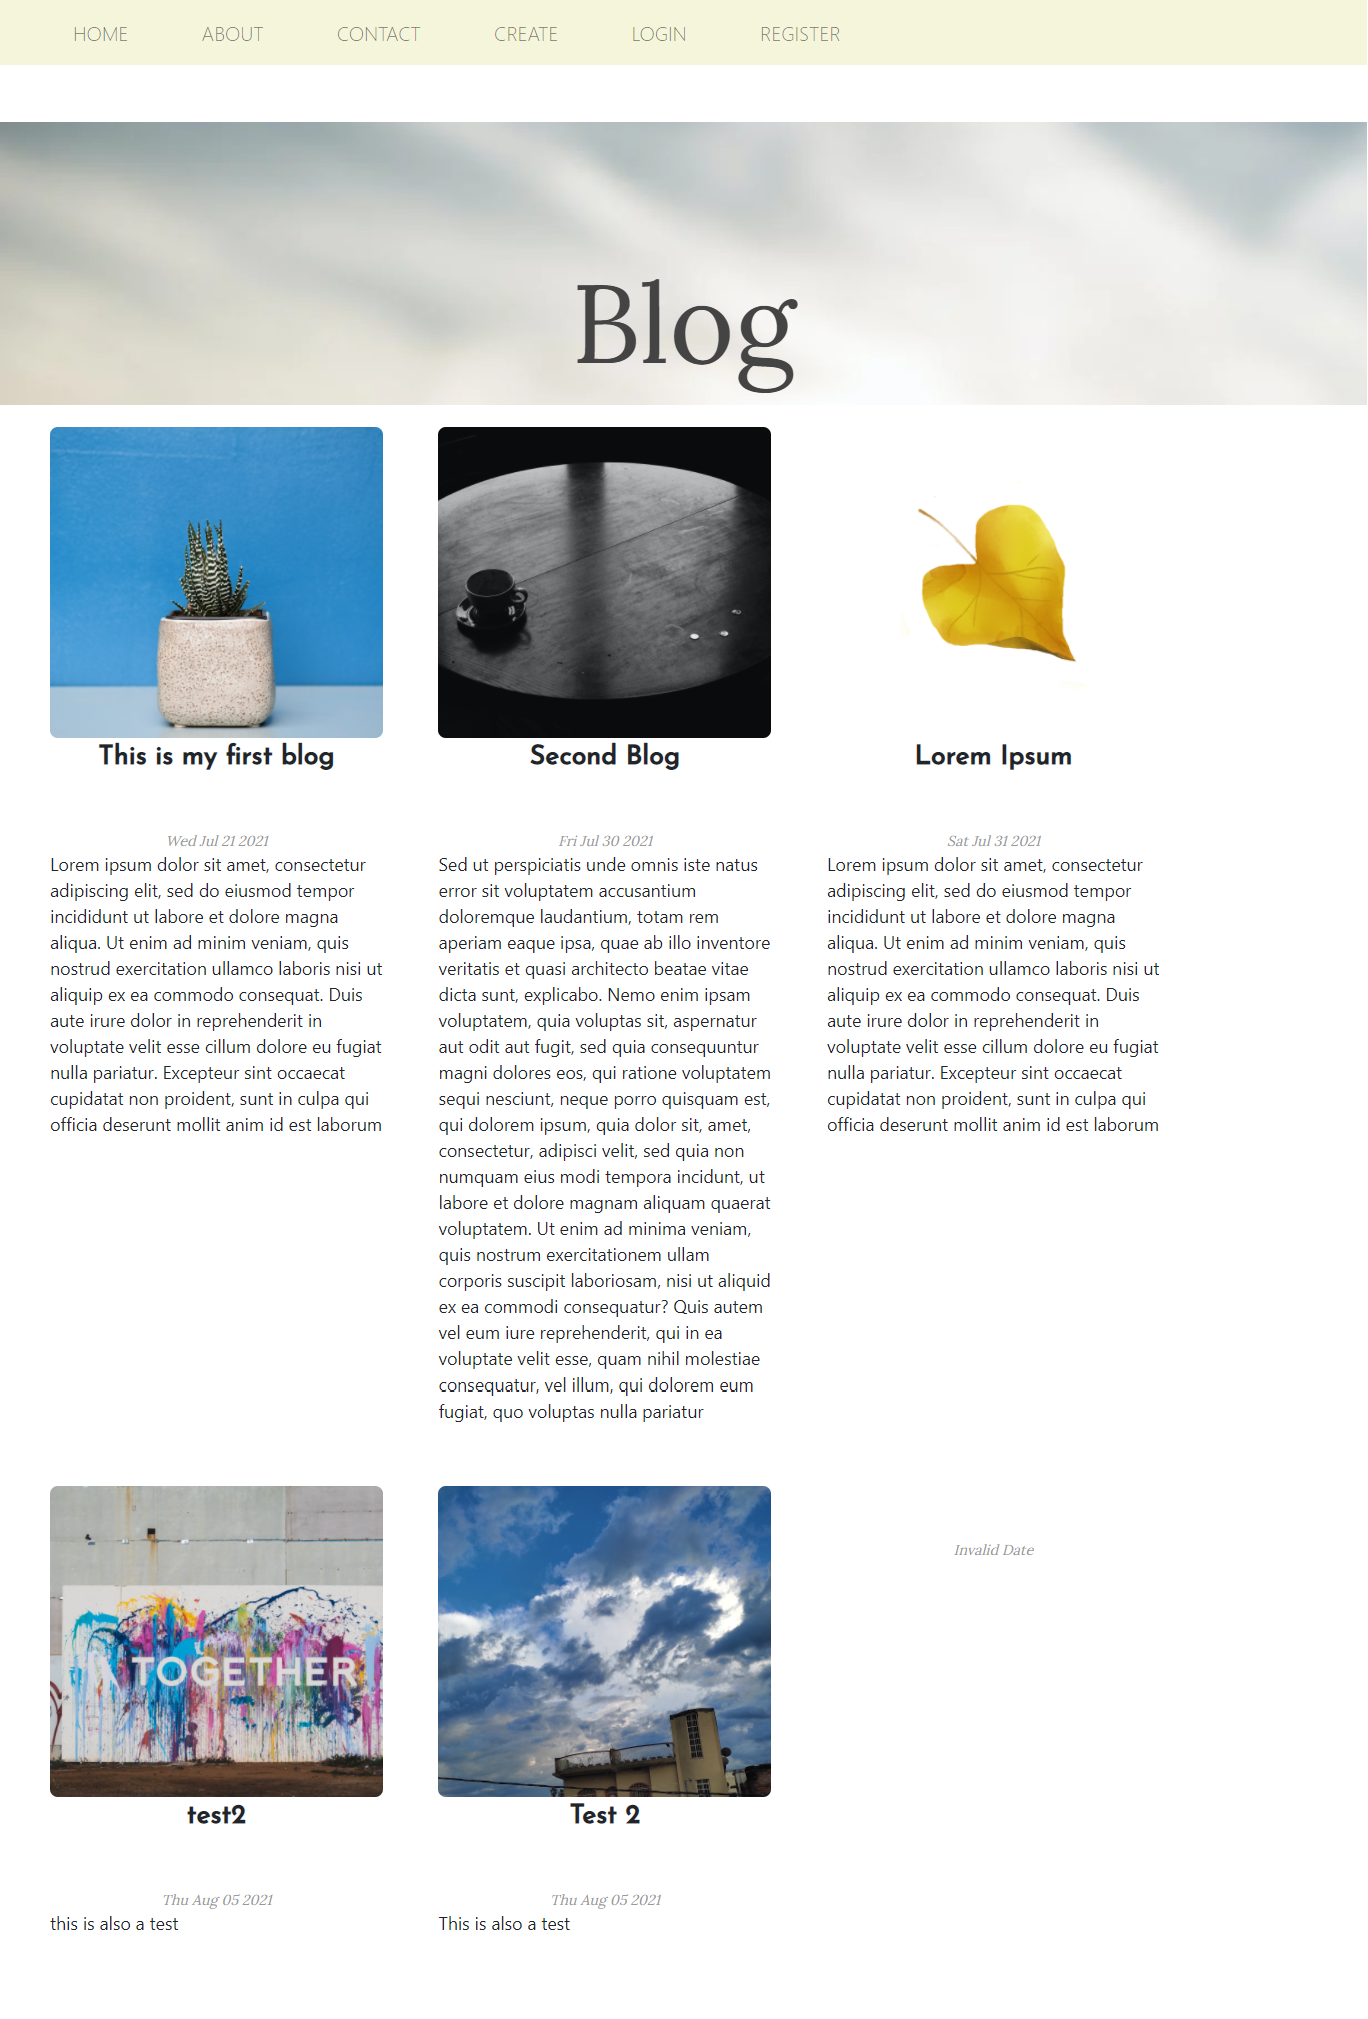 HOME ABOUT CONTACT CREATE LOGIN REGISTER
Blog
This is my first blog
Wed Jul 21 2021
Lorem ipsum dolor sit amet, consectetur
adipiscing elit, sed do eiusmod tempor
incididunt ut labore et dolore magna
aliqua. Ut enim ad minim veniam, quis
nostrud exercitation ullamco laboris nisi ut
aliquip ex ea commodo consequat. Duis
aute irure dolor in reprehenderit in
voluptate velit esse cillum dolore eu fugiat
nulla pariatur. Excepteur sint occaecat
cupidatat non proident, sunt in culpa qui
officia deserunt mollit anim id est laborum
Second Blog
Fri Jul 30 2021
Sed ut perspiciatis unde omnis iste natus
error sit voluptatem accusantium
doloremque laudantium, totam rem
aperiam eaque ipsa, quae ab illo inventore
veritatis et quasi architecto beatae vitae
dicta sunt, explicabo. Nemo enim ipsam
voluptatem, quia voluptas sit, aspernatur
aut odit aut fugit, sed quia consequuntur
magni dolores eos, qui ratione voluptatem
sequi nesciunt, neque porro quisquam est,
qui dolorem ipsum, quia dolor sit, amet,
consectetur, adipisci velit, sed quia non
numquam eius modi tempora incidunt, ut
labore et dolore magnam aliquam quaerat
voluptatem. Ut enim ad minima veniam,
quis nostrum exercitationem ullam
corporis suscipit laboriosam, nisi ut aliquid
ex ea commodi consequatur? Quis autem
vel eum iure reprehenderit, qui in ea
voluptate velit esse, quam nihil molestiae
consequatur, vel illum, qui dolorem eum
fugiat, quo voluptas nulla pariatur
Lorem Ipsum
Sat Jul 31 2021
Lorem ipsum dolor sit amet, consectetur
adipiscing elit, sed do eiusmod tempor
incididunt ut labore et dolore magna
aliqua. Ut enim ad minim veniam, quis
nostrud exercitation ullamco laboris nisi ut
aliquip ex ea commodo consequat. Duis
aute irure dolor in reprehenderit in
voluptate velit esse cillum dolore eu fugiat
nulla pariatur. Excepteur sint occaecat
cupidatat non proident, sunt in culpa qui
officia deserunt mollit anim id est laborum
TOGETHER
test2
Thu Aug 05 2021
this is also a test
Test 2
Thu Aug 05 2021
This is also a test
Invalid Date